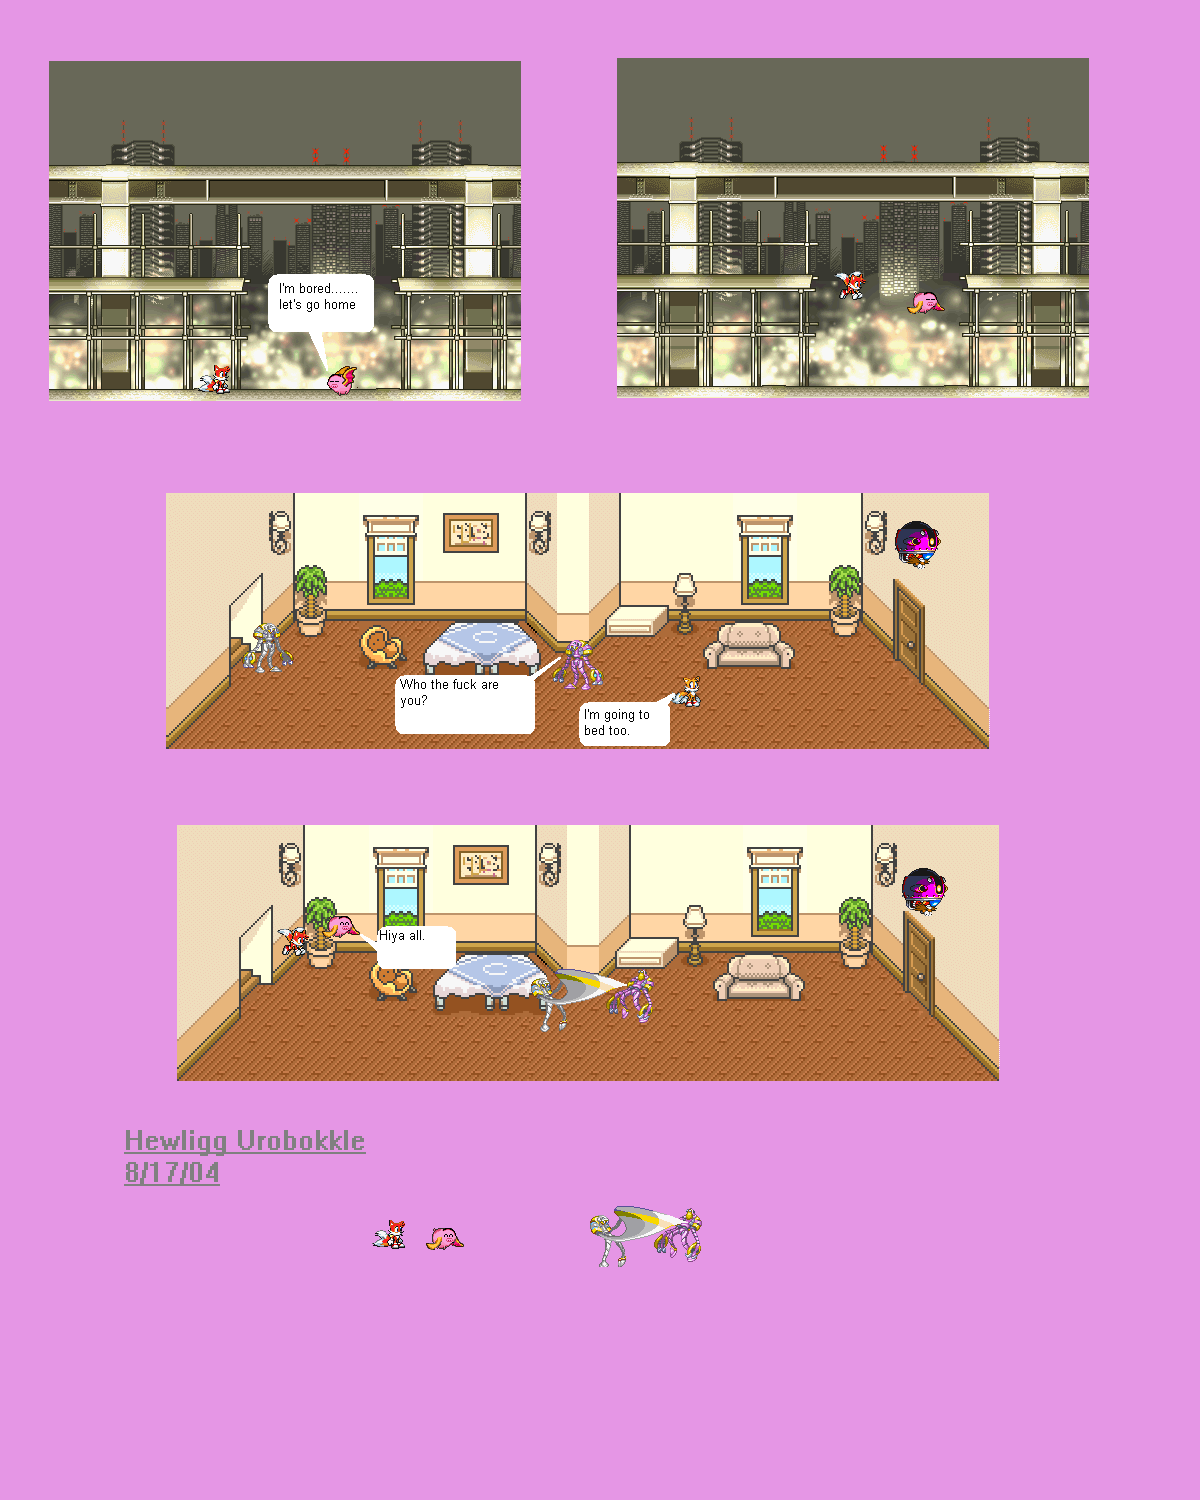 I'm bored.......
let's go home
Who the fuck are
you?
I'm going to
bed too.
Hiya all.
Hewligg Urobokkle
8/17/04